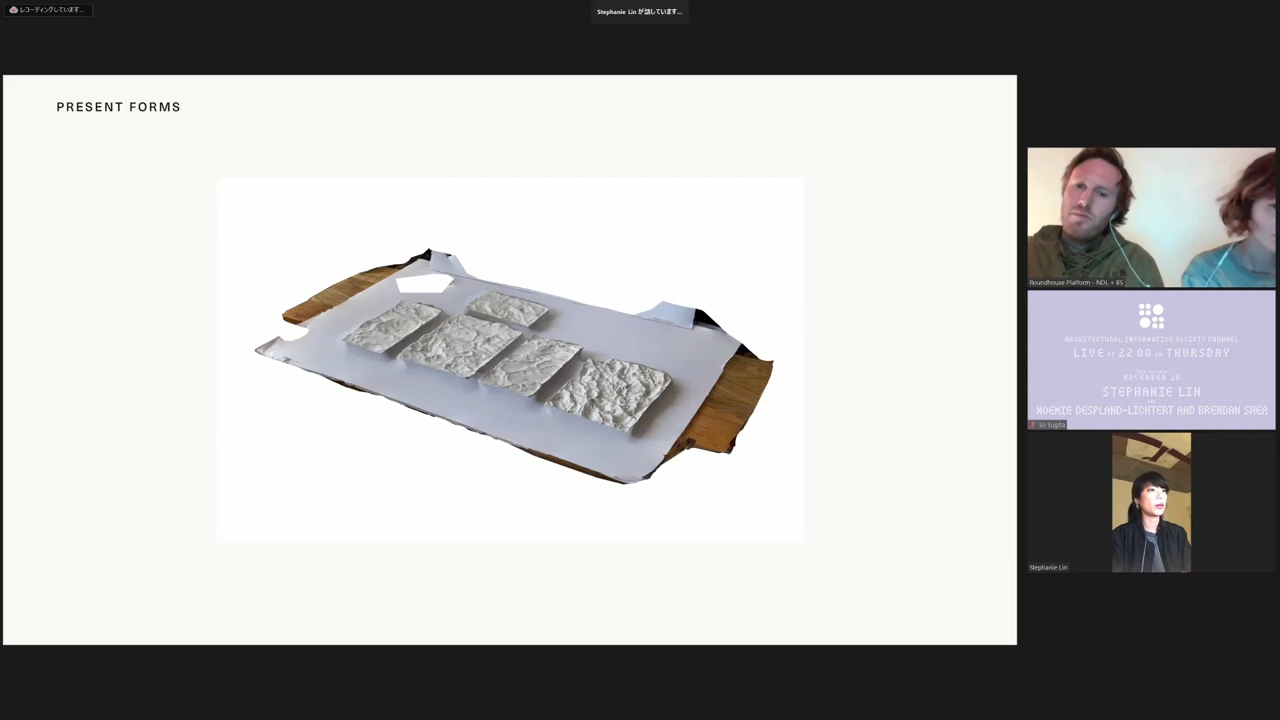 レコーディングしています...
Stephanie Lin が話しています...
PRESENT FORMS
Roundhouse Platform - NDL + BS
ARCHITECTURAL INFORMATICS SOCIETY CHANNEL
LIVE AT 22:00 ON THURSDAY
NOVEMBER 10
STEPHANIE LIN
NOEMIE DESPLAND-LICHTERT AND BRENDAN SHEA
So Sugita
Stephanie Lin